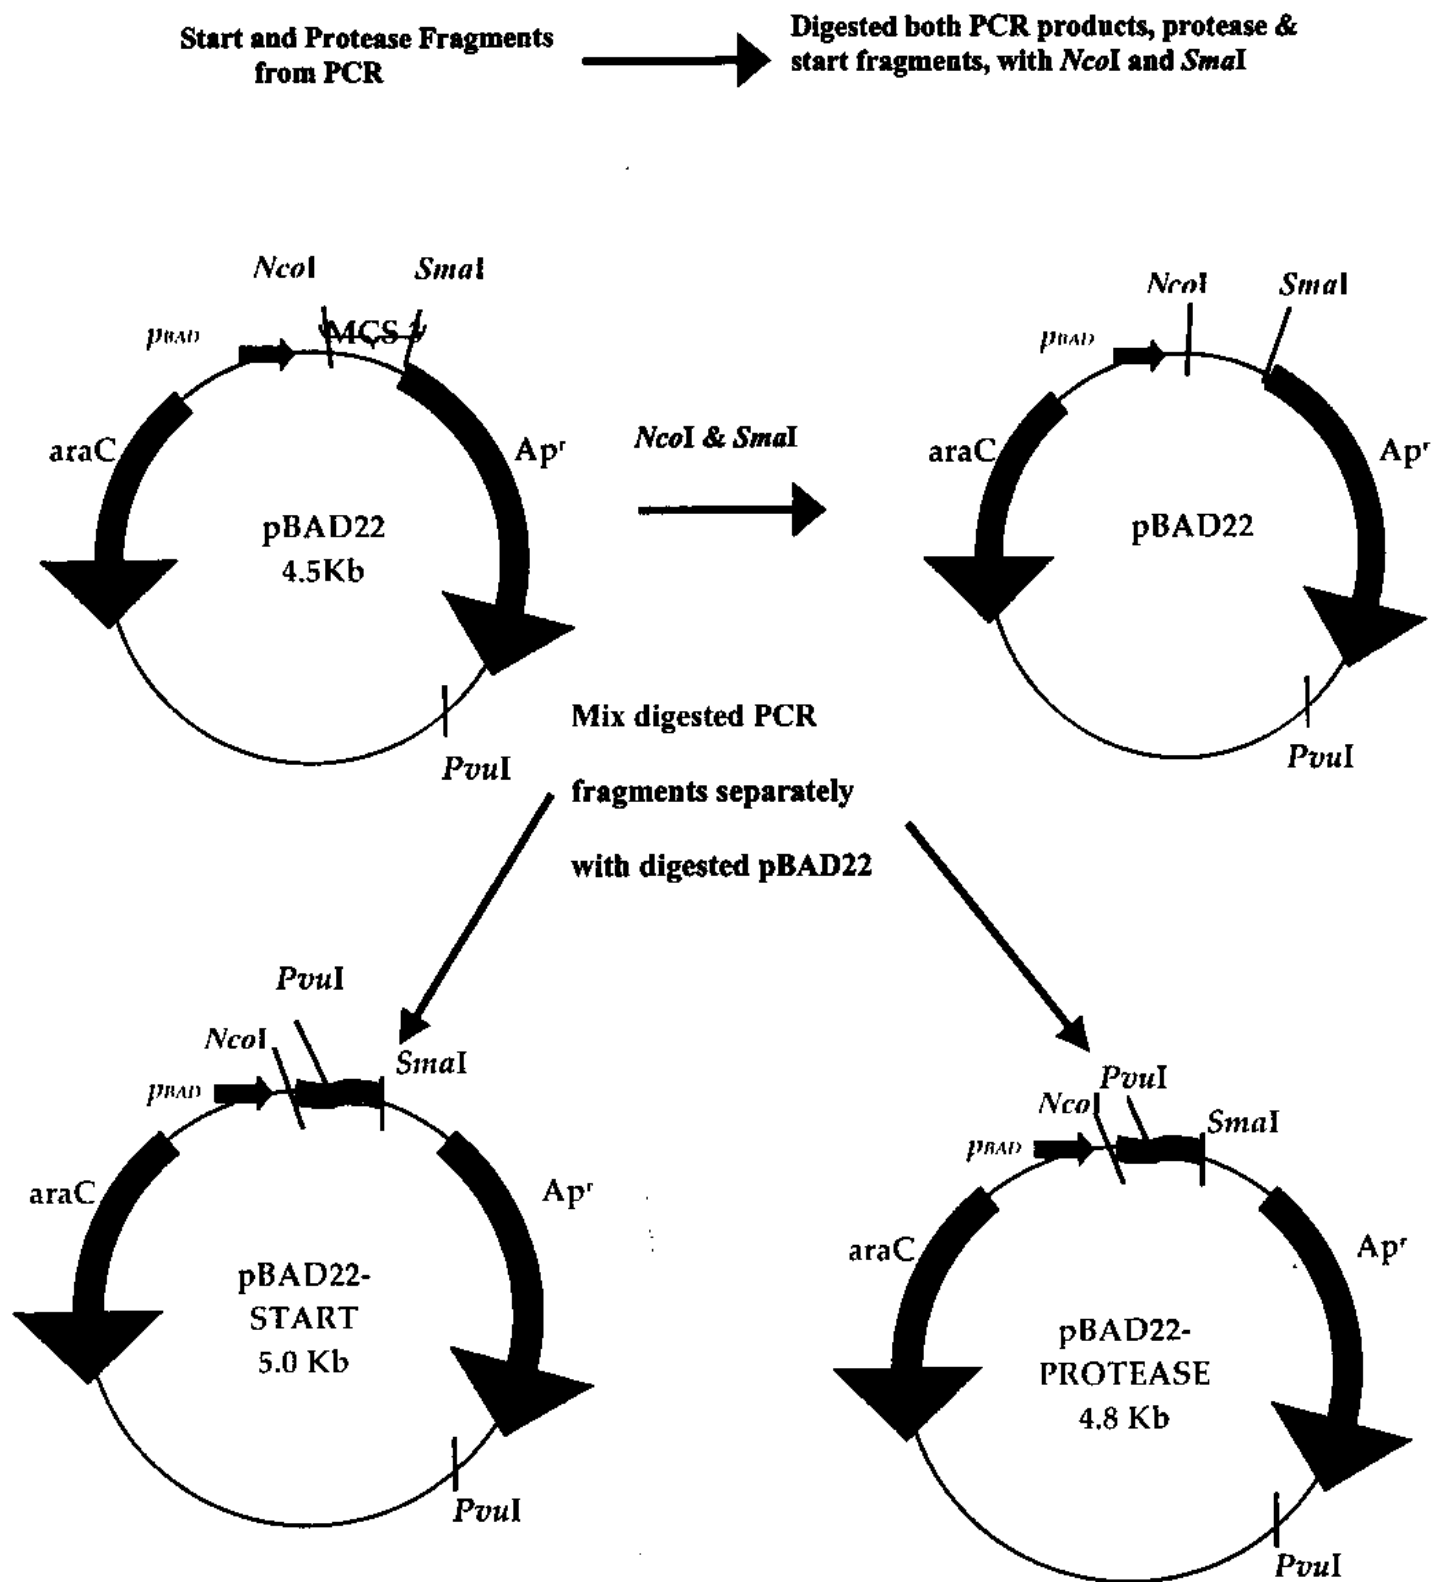 Start and Protease Fragments
from PCR
Digested both PCR products, protease &
start fragments, with NcoI and SmaI
NcoI
SmaI
MCS
pBAD
araC
Apʳ
pBAD22
4.5Kb
PvuI
NcoI & SmaI
NcoI
SmaI
pBAD
araC
Apʳ
pBAD22
PvuI
Mix digested PCR
fragments separately
with digested pBAD22
PvuI
NcoI
SmaI
pBAD
araC
Apʳ
pBAD22-
START
5.0 Kb
PvuI
PvuI
NcoI
SmaI
pBAD
araC
Apʳ
pBAD22-
PROTEASE
4.8 Kb
PvuI